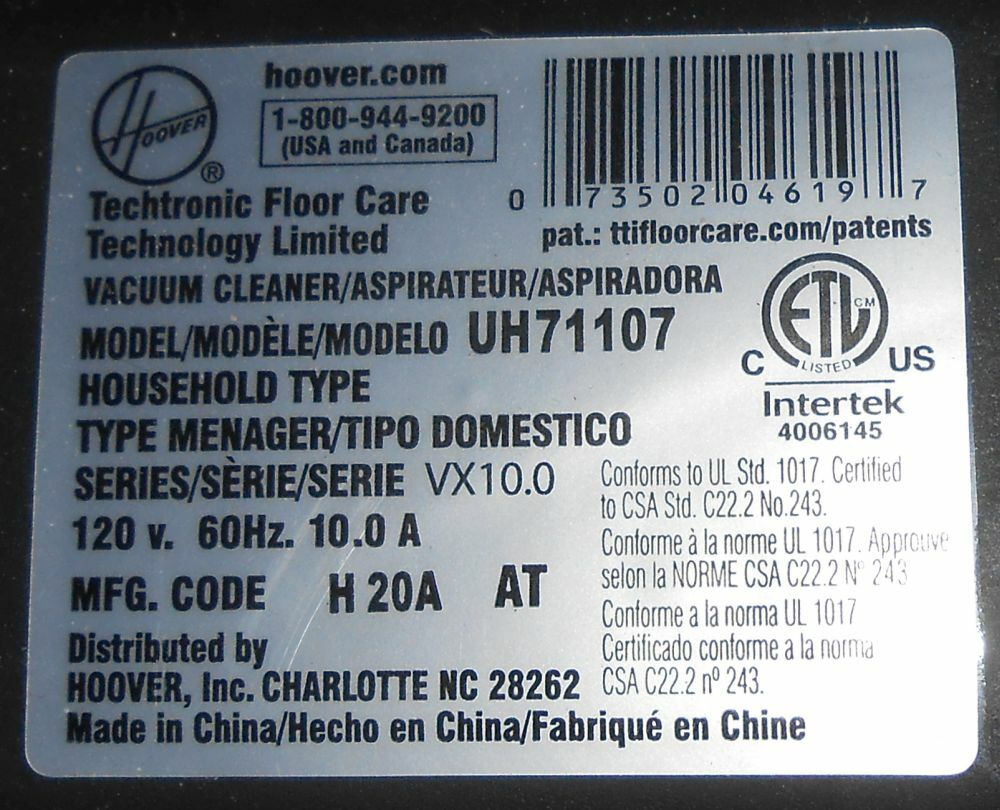 HOOVER
®
hoover.com
1-800-944-9200
(USA and Canada)
0 73502 04619 7
Techtronic Floor Care
Technology Limited
pat.: ttifloorcare.com/patents
VACUUM CLEANER/ASPIRATEUR/ASPIRADORA
MODEL/MODÈLE/MODELO UH71107
HOUSEHOLD TYPE
TYPE MENAGER/TIPO DOMESTICO
SERIES/SÈRIE/SERIE VX10.0
120 v. 60Hz. 10.0 A
MFG. CODE H 20A AT
Distributed by
HOOVER, Inc. CHARLOTTE NC 28262
Made in China/Hecho en China/Fabriqué en Chine
ETL CM
LISTED
C US
Intertek
4006145
Conforms to UL Std. 1017. Certified
to CSA Std. C22.2 No.243.
Conforme à la norme UL 1017. Approuve
selon la NORME CSA C22.2 N° 243
Conforme a la norma UL 1017
Certificado conforme a la norma
CSA C22.2 nº 243.